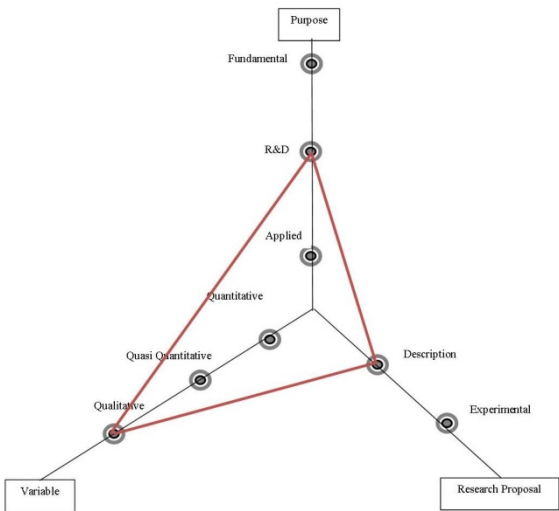 Purpose
Fundamental
R&D
Applied
Quantitative
Quasi Quantitative
Description
Qualitative
Experimental
Variable
Research Proposal